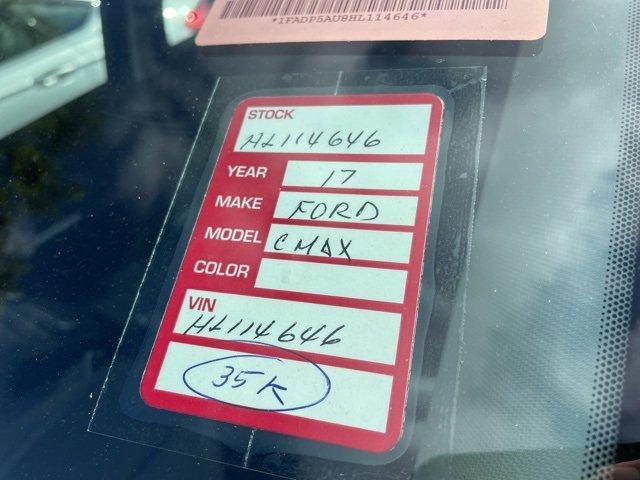 *1FADP5AU8HL114646*
STOCK
HL114646
YEAR 17
MAKE FORD
MODEL CMAX
COLOR
VIN
HL114646
35K